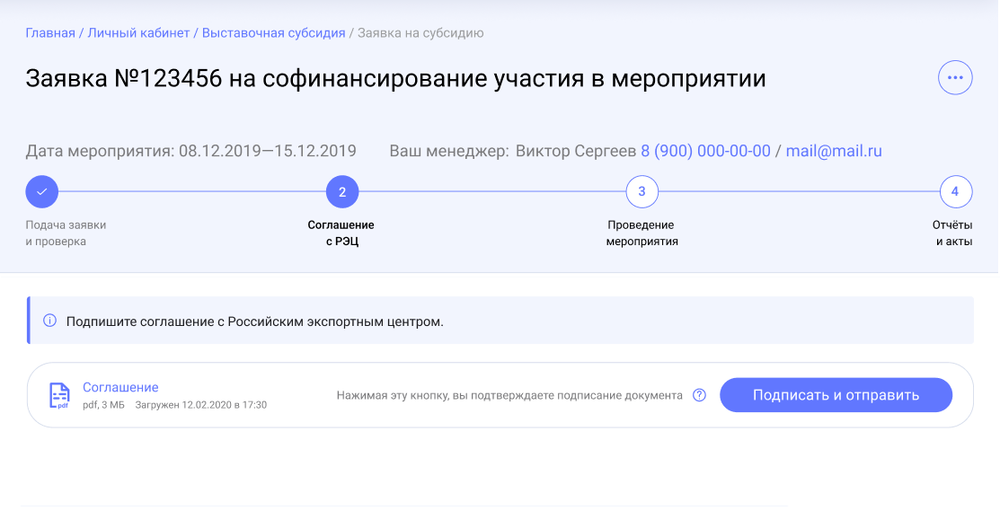 Главная / Личный кабинет / Выставочная субсидия / Заявка на субсидию
Заявка №123456 на софинансирование участия в мероприятии
Дата мероприятия: 08.12.2019—15.12.2019 Ваш менеджер: Виктор Сергеев 8 (900) 000-00-00 / mail@mail.ru
2 3 4
Подача заявки
и проверка
Соглашение
с РЭЦ
Проведение
мероприятия
Отчёты
и акты
Подпишите соглашение с Российским экспортным центром.
pdf
Соглашение
pdf, 3 МБ Загружен 12.02.2020 в 17:30
Нажимая эту кнопку, вы подтверждаете подписание документа
Подписать и отправить